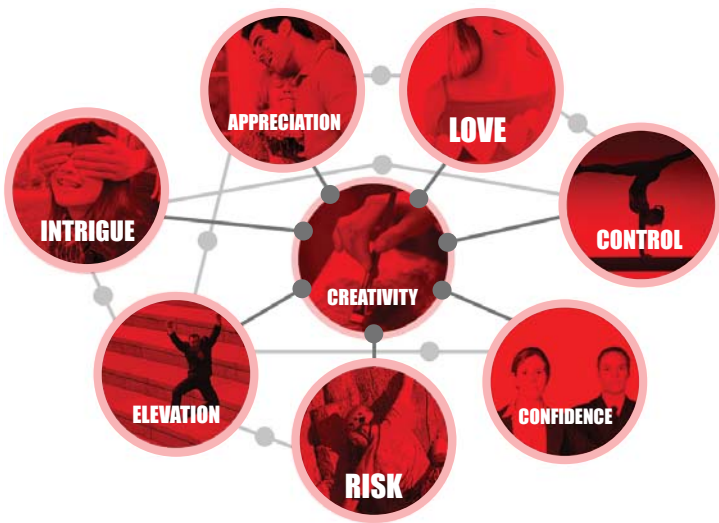 APPRECIATION
LOVE
INTRIGUE
CONTROL
CREATIVITY
ELEVATION
CONFIDENCE
RISK